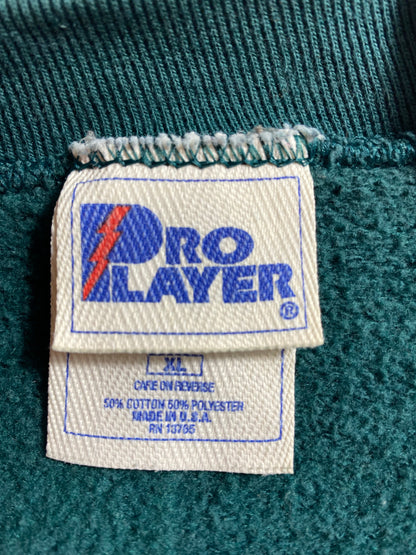 PRO
PLAYER®
XL
CARE ON REVERSE
50% COTTON 50% POLYESTER
MADE IN U.S.A.
RN 13765